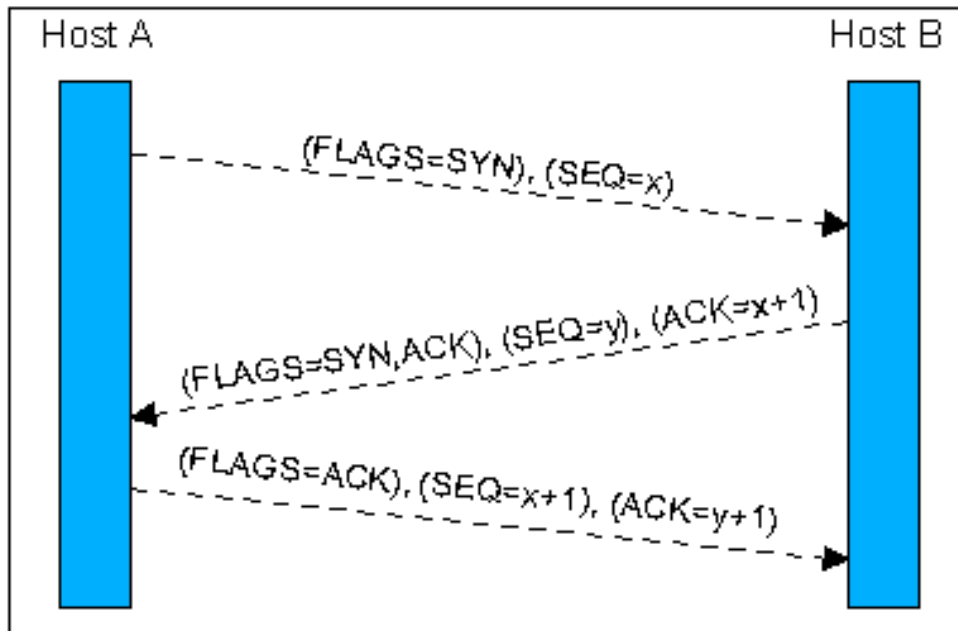 Host A
Host B
(FLAGS=SYN), (SEQ=x)
(FLAGS=SYN,ACK), (SEQ=y), (ACK=x+1)
(FLAGS=ACK), (SEQ=x+1), (ACK=y+1)